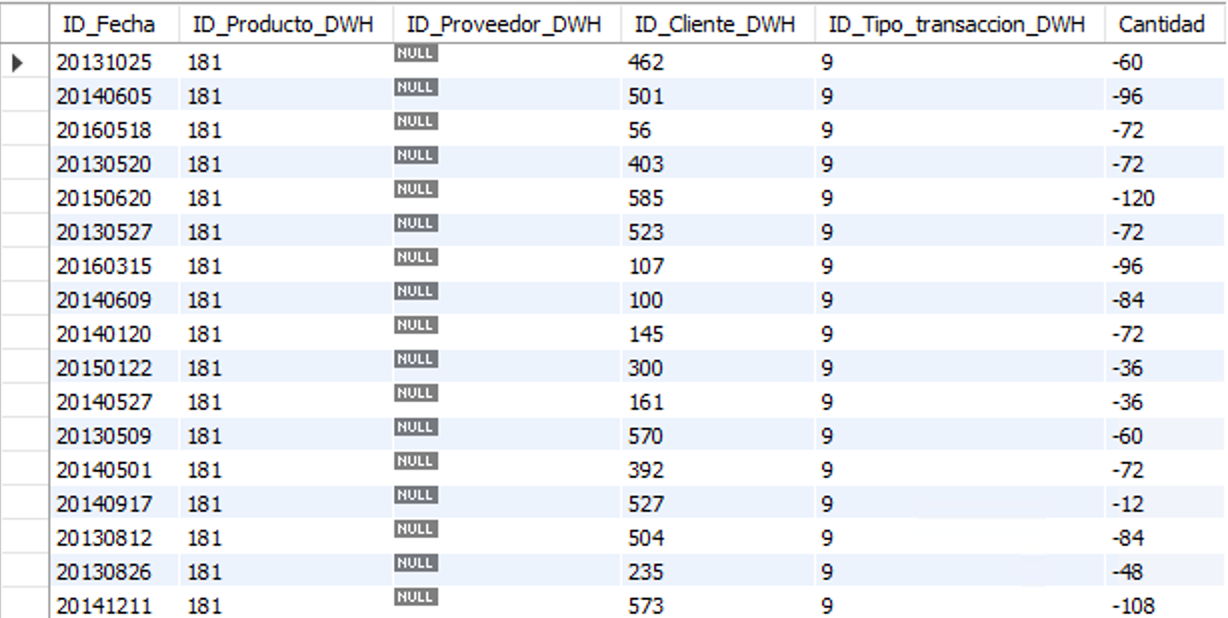 ID_Fecha ID_Producto_DWH ID_Proveedor_DWH ID_Cliente_DWH ID_Tipo_transaccion_DWH Cantidad
20131025 181 NULL 462 9 -60
20140605 181 NULL 501 9 -96
20160518 181 NULL 56 9 -72
20130520 181 NULL 403 9 -72
20150620 181 NULL 585 9 -120
20130527 181 NULL 523 9 -72
20160315 181 NULL 107 9 -96
20140609 181 NULL 100 9 -84
20140120 181 NULL 145 9 -72
20150122 181 NULL 300 9 -36
20140527 181 NULL 161 9 -36
20130509 181 NULL 570 9 -60
20140501 181 NULL 392 9 -72
20140917 181 NULL 527 9 -12
20130812 181 NULL 504 9 -84
20130826 181 NULL 235 9 -48
20141211 181 NULL 573 9 -108